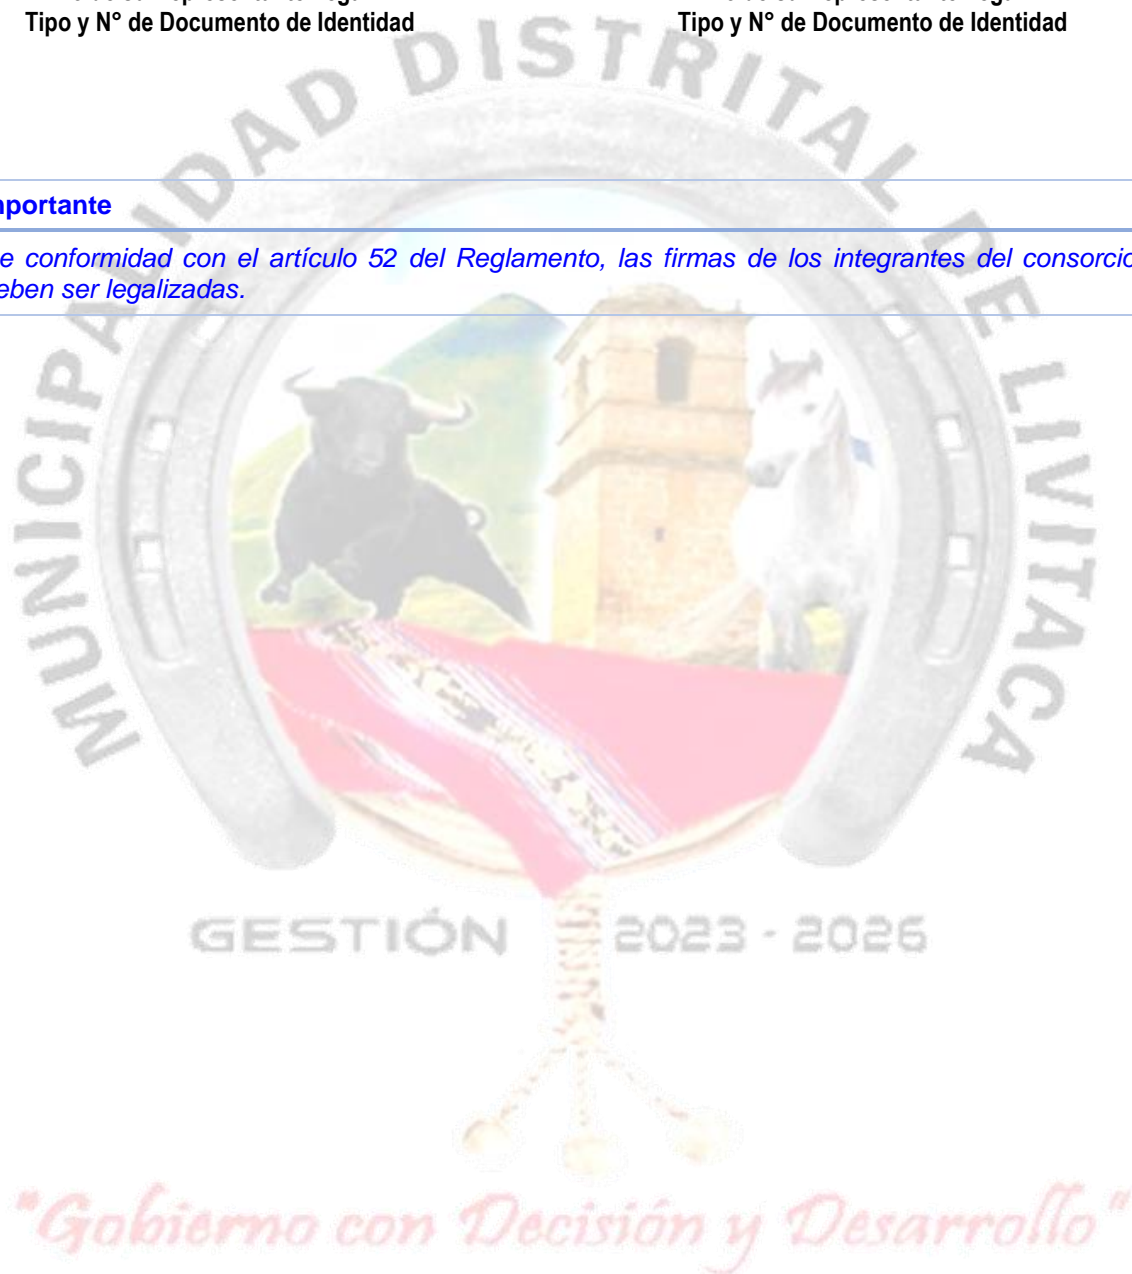 Tipo y N° de Documento de Identidad Tipo y N° de Documento de Identidad
MUNICIPALIDAD DISTRITAL DE LIVITACA
mportante
e conformidad con el artículo 52 del Reglamento, las firmas de los integrantes del consorcio
eben ser legalizadas.
GESTIÓN 2023 - 2026
"Gobierno con Decisión y Desarrollo"